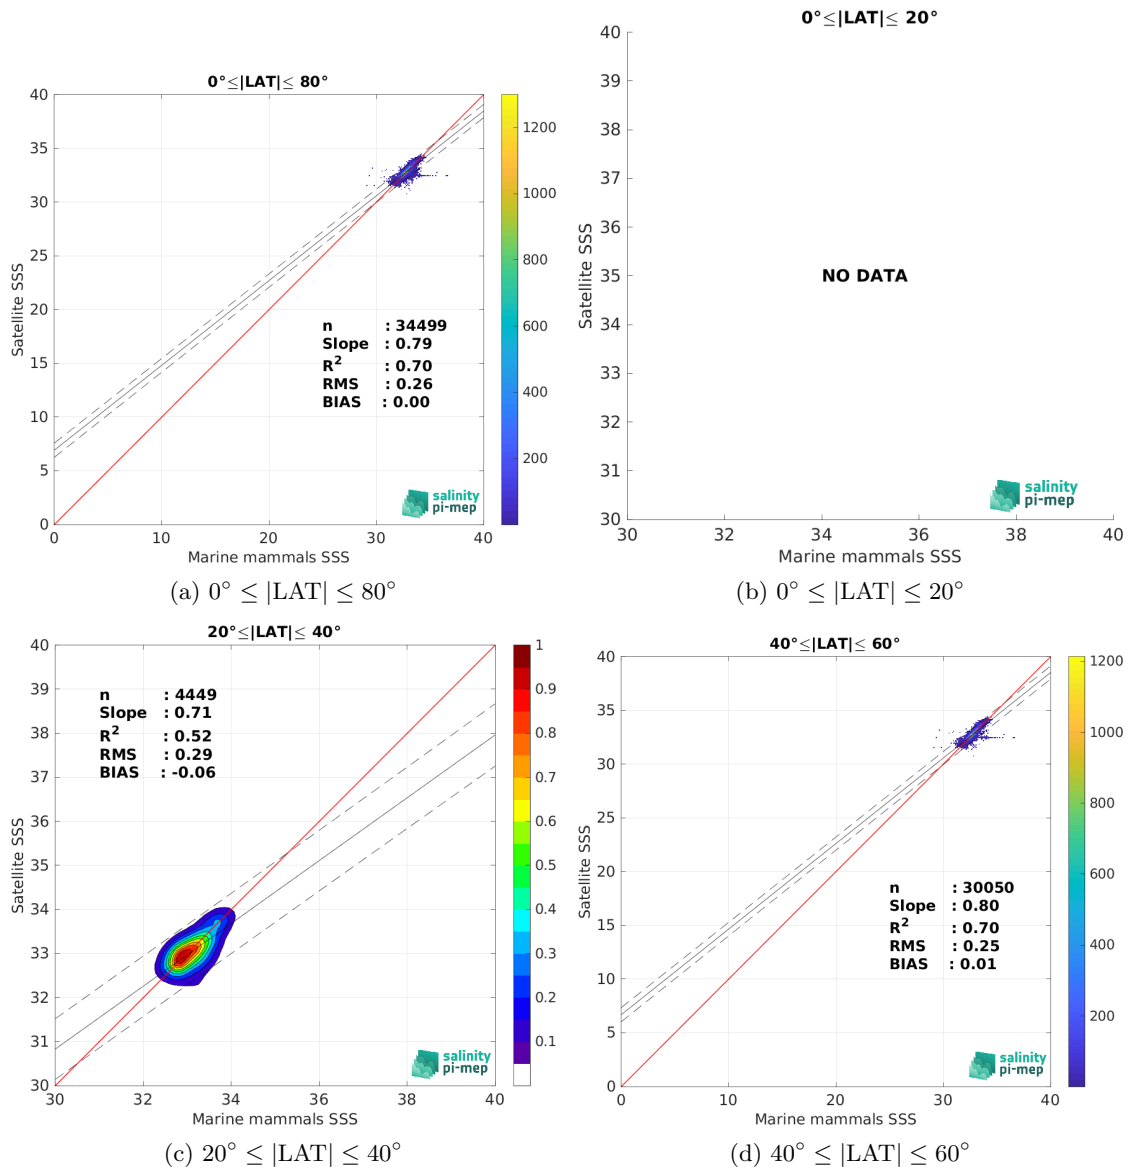 0°≤|LAT|≤ 80°
40
35
30
25
20
15
10
5
0
Satellite SSS
n : 34499
Slope : 0.79
R² : 0.70
RMS : 0.26
BIAS : 0.00
salinity
pi-mep
0 10 20 30 40
Marine mammals SSS
1200
1000
800
600
400
200
(a) 0° ≤ |LAT| ≤ 80°
0°≤|LAT|≤ 20°
40
39
38
37
36
35
34
33
32
31
30
Satellite SSS
NO DATA
salinity
pi-mep
30 32 34 36 38 40
Marine mammals SSS
(b) 0° ≤ |LAT| ≤ 20°
20°≤|LAT|≤ 40°
40
39
38
37
36
35
34
33
32
31
30
Satellite SSS
n : 4449
Slope : 0.71
R² : 0.52
RMS : 0.29
BIAS : -0.06
salinity
pi-mep
30 32 34 36 38 40
Marine mammals SSS
1
0.9
0.8
0.7
0.6
0.5
0.4
0.3
0.2
0.1
(c) 20° ≤ |LAT| ≤ 40°
40°≤|LAT|≤ 60°
40
35
30
25
20
15
10
5
0
Satellite SSS
n : 30050
Slope : 0.80
R² : 0.70
RMS : 0.25
BIAS : 0.01
salinity
pi-mep
0 10 20 30 40
Marine mammals SSS
1200
1000
800
600
400
200
(d) 40° ≤ |LAT| ≤ 60°